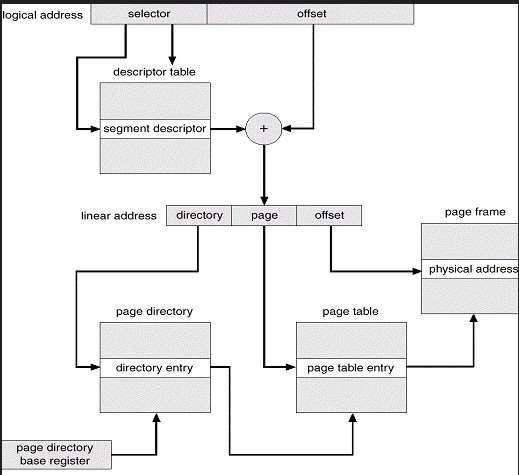 logical address
selector
offset
descriptor table
segment descriptor
+
linear address
directory
page
offset
page frame
physical address
page directory
page table
directory entry
page table entry
page directory
base register